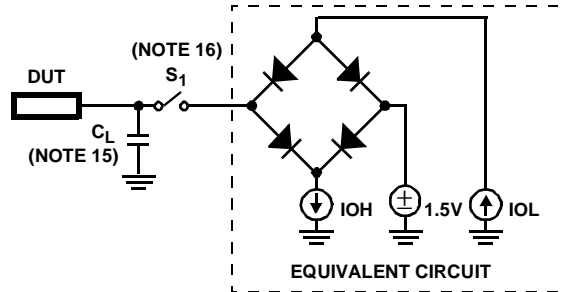 (NOTE 16)
S1
DUT
CL
(NOTE 15)
IOH
±
1.5V
IOL
EQUIVALENT CIRCUIT